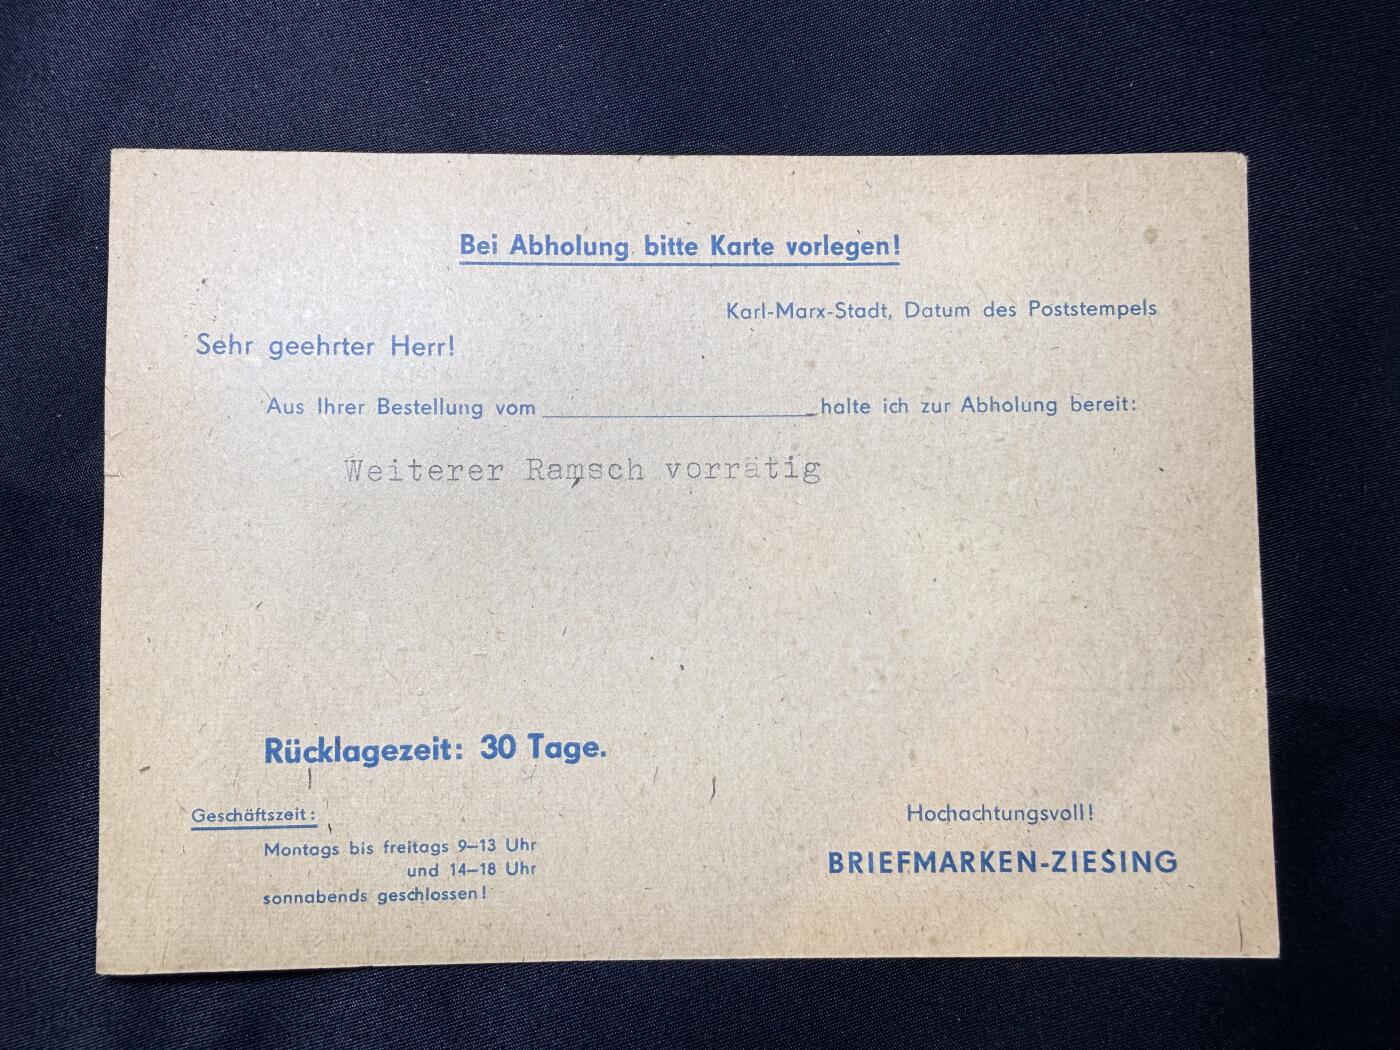 Bei Abholung bitte Karte vorlegen!
Karl-Marx-Stadt, Datum des Poststempels
Sehr geehrter Herr!
Aus Ihrer Bestellung vom ____________________ halte ich zur Abholung bereit:
Weiterer Ramsch vorrätig
Rücklagezeit: 30 Tage.
Geschäftszeit:
Montags bis freitags 9–13 Uhr
und 14–18 Uhr
sonnabends geschlossen!
Hochachtungsvoll!
BRIEFMARKEN-ZIESING